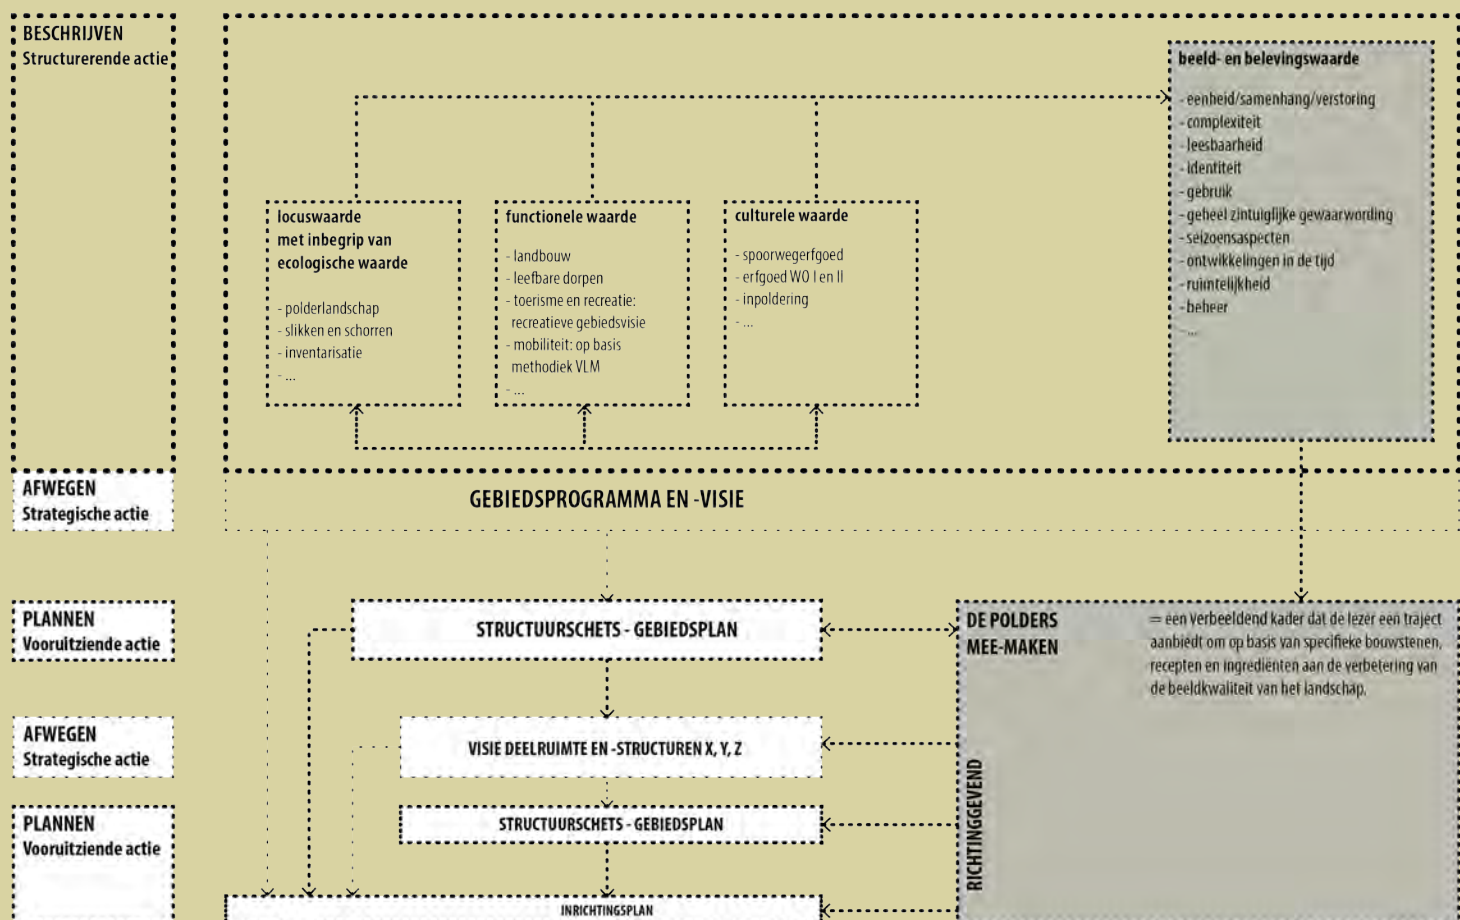 BESCHRIJVEN
Structurerende actie
beeld- en belevingswaarde
- eenheid/samenhang/verstoring
- complexiteit
- leesbaarheid
- identiteit
- gebruik
- geheel zintuiglijke gewaarwording
- seizoensaspecten
- ontwikkelingen in de tijd
- ruimtelijkheid
- beheer
- ...
locuswaarde
met inbegrip van
ecologische waarde
- polderlandschap
- slikken en schorren
- inventarisatie
- ...
functionele waarde
- landbouw
- leefbare dorpen
- toerisme en recreatie:
recreatieve gebiedsvisie
- mobiliteit: op basis
methodiek VLM
- ...
culturele waarde
- spoorwegerfgoed
- erfgoed WO I en II
- inpoldering
- ...
AFWEGEN
Strategische actie
GEBIEDSPROGRAMMA EN -VISIE
PLANNEN
Vooruitziende actie
STRUCTUURSCHETS - GEBIEDSPLAN
DE POLDERS
MEE-MAKEN
= een verbeeldend kader dat de lezer een traject
aanbiedt om op basis van specifieke bouwstenen,
recepten en ingrediënten aan de verbetering van
de beeldkwaliteit van het landschap.
AFWEGEN
Strategische actie
VISIE DEELRUIMTE EN -STRUCTUREN X, Y, Z
RICHTINGGEVEND
PLANNEN
Vooruitziende actie
STRUCTUURSCHETS - GEBIEDSPLAN
INRICHTINGSPLAN